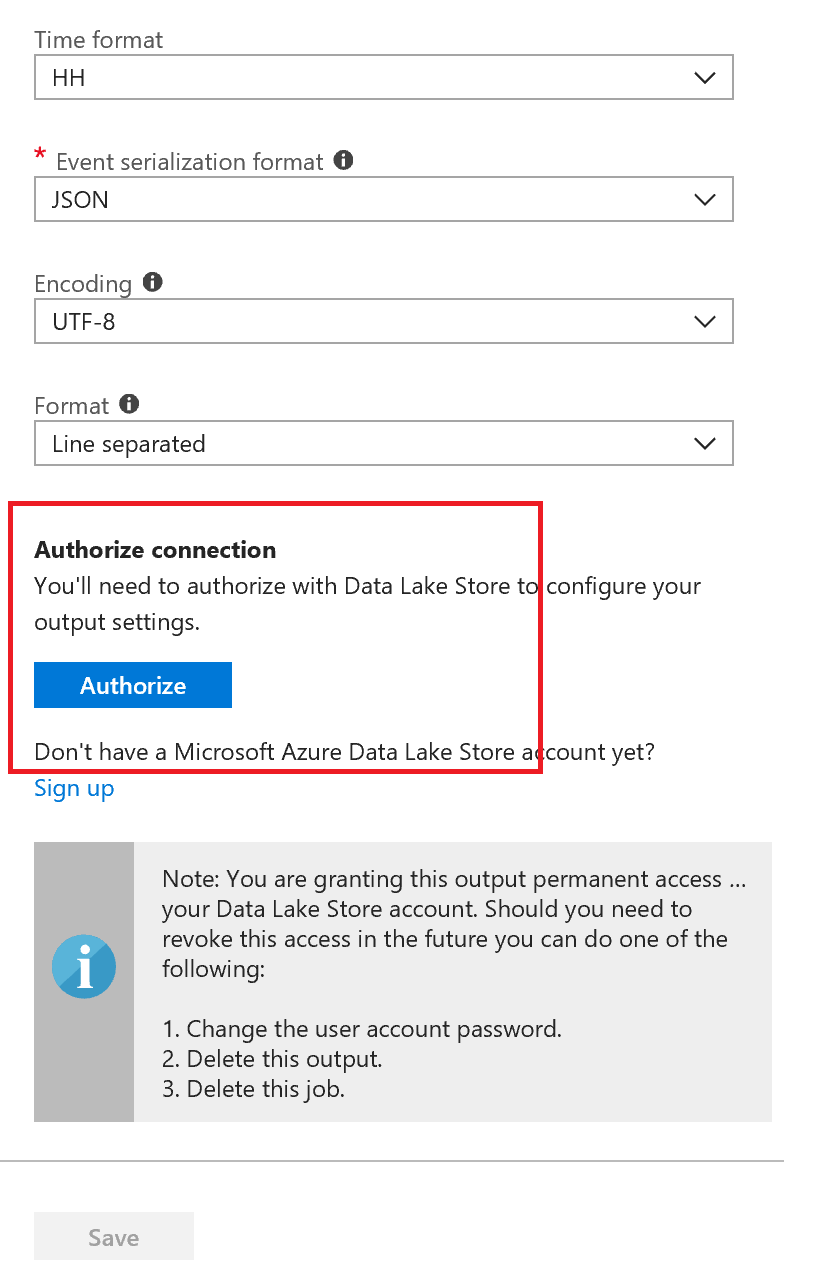 Time format
HH
* Event serialization format
JSON
Encoding
UTF-8
Format
Line separated
Authorize connection
You'll need to authorize with Data Lake Store to configure your
output settings.
Authorize
Don't have a Microsoft Azure Data Lake Store account yet?
Sign up
Note: You are granting this output permanent access ...
your Data Lake Store account. Should you need to
revoke this access in the future you can do one of the
following:
1. Change the user account password.
2. Delete this output.
3. Delete this job.
Save